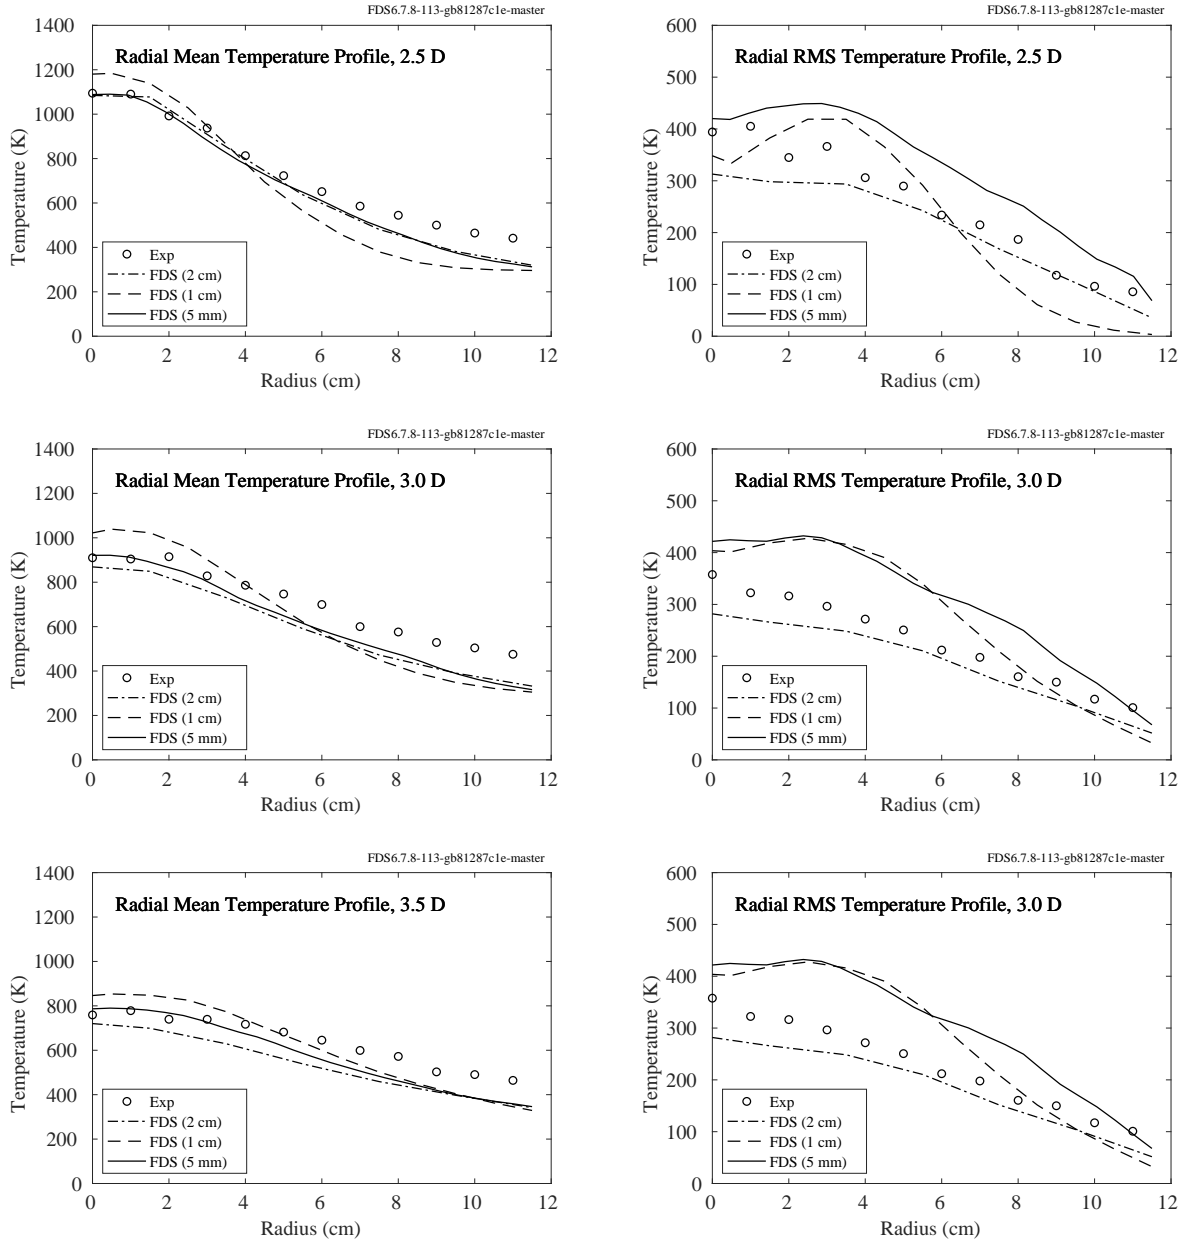 FDS6.7.8-113-gb81287c1e-master
Radial Mean Temperature Profile, 2.5 D
Temperature (K)
1400
1200
1000
800
600
400
200
0
Exp
FDS (2 cm)
FDS (1 cm)
FDS (5 mm)
0 2 4 6 8 10 12
Radius (cm)
FDS6.7.8-113-gb81287c1e-master
Radial RMS Temperature Profile, 2.5 D
Temperature (K)
600
500
400
300
200
100
0
Exp
FDS (2 cm)
FDS (1 cm)
FDS (5 mm)
0 2 4 6 8 10 12
Radius (cm)
FDS6.7.8-113-gb81287c1e-master
Radial Mean Temperature Profile, 3.0 D
Temperature (K)
1400
1200
1000
800
600
400
200
0
Exp
FDS (2 cm)
FDS (1 cm)
FDS (5 mm)
0 2 4 6 8 10 12
Radius (cm)
FDS6.7.8-113-gb81287c1e-master
Radial RMS Temperature Profile, 3.0 D
Temperature (K)
600
500
400
300
200
100
0
Exp
FDS (2 cm)
FDS (1 cm)
FDS (5 mm)
0 2 4 6 8 10 12
Radius (cm)
FDS6.7.8-113-gb81287c1e-master
Radial Mean Temperature Profile, 3.5 D
Temperature (K)
1400
1200
1000
800
600
400
200
0
Exp
FDS (2 cm)
FDS (1 cm)
FDS (5 mm)
0 2 4 6 8 10 12
Radius (cm)
FDS6.7.8-113-gb81287c1e-master
Radial RMS Temperature Profile, 3.0 D
Temperature (K)
600
500
400
300
200
100
0
Exp
FDS (2 cm)
FDS (1 cm)
FDS (5 mm)
0 2 4 6 8 10 12
Radius (cm)